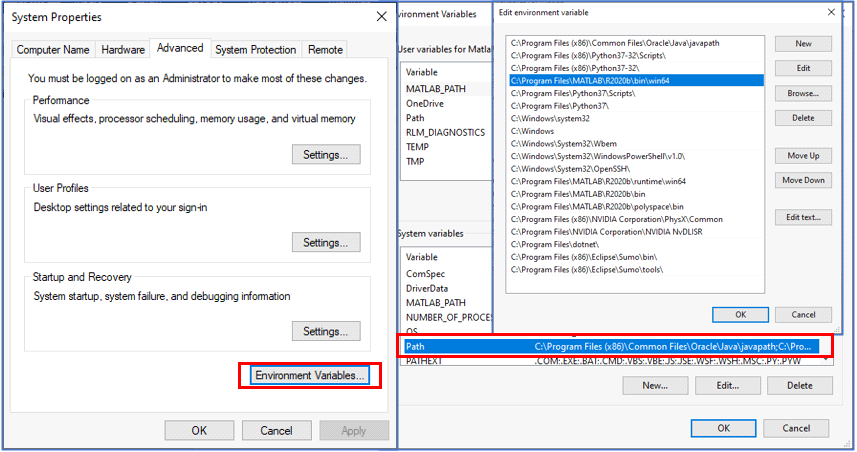 System Properties
Computer Name
Hardware
Advanced
System Protection
Remote
You must be logged on as an Administrator to make most of these changes.
Performance
Visual effects, processor scheduling, memory usage, and virtual memory
Settings...
User Profiles
Desktop settings related to your sign-in
Settings...
Startup and Recovery
System startup, system failure, and debugging information
Settings...
Environment Variables...
OK
Cancel
Apply
nvironment Variables
User variables for Matla
Variable
MATLAB_PATH
OneDrive
Path
RLM_DIAGNOSTICS
TEMP
TMP
System variables
Variable
ComSpec
DriverData
MATLAB_PATH
NUMBER_OF_PROCE
OS
Path C:\Program Files (x86)\Common Files\Oracle\Java\javapath;C:\Pro...
PATHEXT .COM;.EXE;.BAT;.CMD;.VBS;.VBE;.JS;.JSE;.WSF;.WSH;.MSC;.PY;.PYW
New...
Edit...
Delete
OK
Cancel
Edit environment variable
C:\Program Files (x86)\Common Files\Oracle\Java\javapath
C:\Program Files (x86)\Python37-32\Scripts\
C:\Program Files (x86)\Python37-32\
C:\Program Files\MATLAB\R2020b\bin\win64
C:\Program Files\Python37\Scripts\
C:\Program Files\Python37\
C:\Windows\system32
C:\Windows
C:\Windows\System32\Wbem
C:\Windows\System32\WindowsPowerShell\v1.0\
C:\Windows\System32\OpenSSH\
C:\Program Files\MATLAB\R2020b\runtime\win64
C:\Program Files\MATLAB\R2020b\bin
C:\Program Files\MATLAB\R2020b\polyspace\bin
C:\Program Files (x86)\NVIDIA Corporation\PhysX\Common
C:\Program Files\NVIDIA Corporation\NVIDIA NvDLISR
C:\Program Files\dotnet\
C:\Program Files (x86)\Eclipse\Sumo\bin\
C:\Program Files (x86)\Eclipse\Sumo\tools\
New
Edit
Browse...
Delete
Move Up
Move Down
Edit text...
OK
Cancel